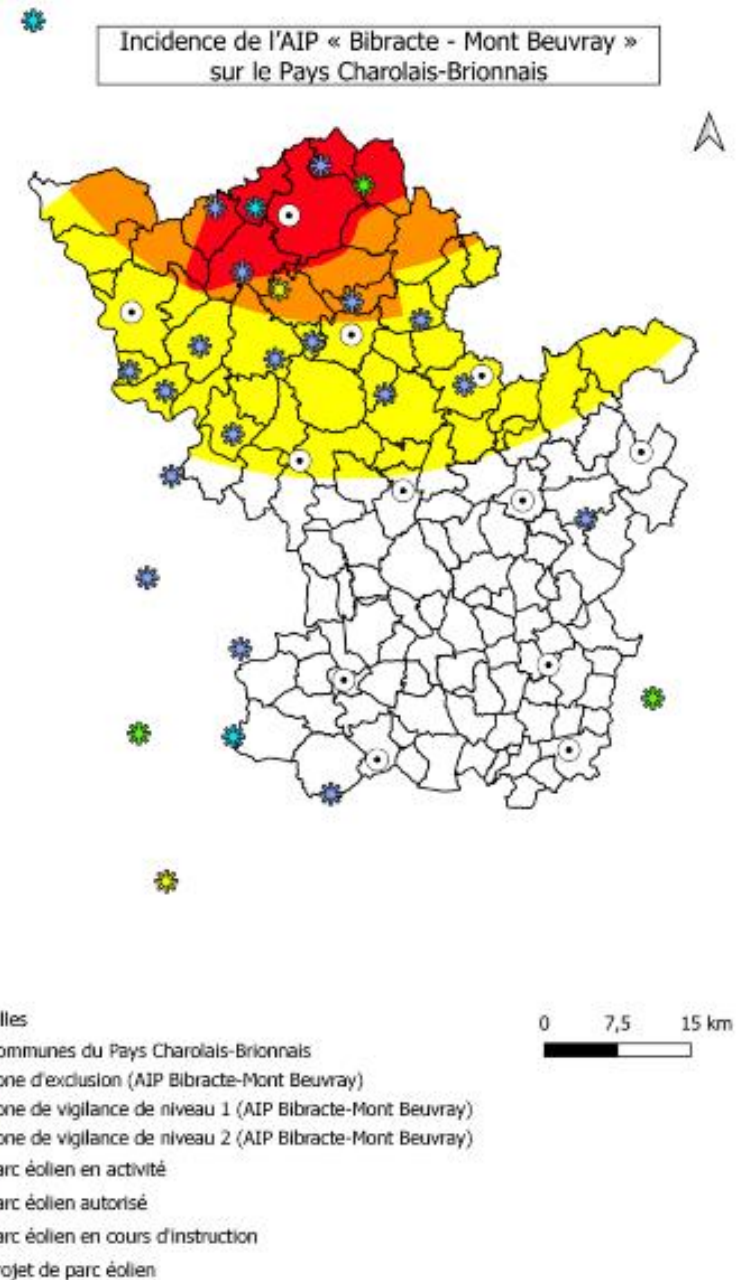 Incidence de l'AIP « Bibracte - Mont Beuvray »
sur le Pays Charolais-Brionnais
lles
ommunes du Pays Charolais-Brionnais
one d'exclusion (AIP Bibracte-Mont Beuvray)
one de vigilance de niveau 1 (AIP Bibracte-Mont Beuvray)
one de vigilance de niveau 2 (AIP Bibracte-Mont Beuvray)
arc éolien en activité
arc éolien autorisé
arc éolien en cours d'instruction
rojet de parc éolien
0 7,5 15 km